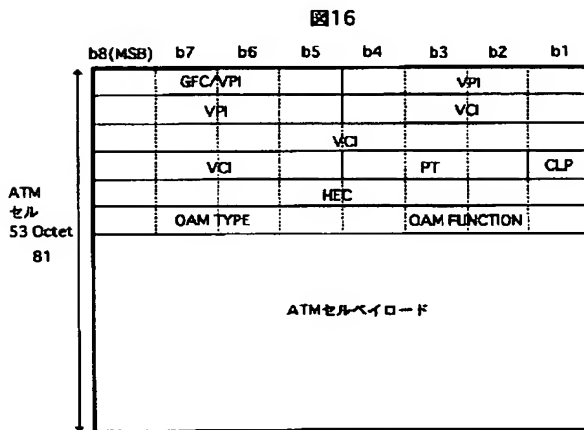 図16
b8(MSB) b7 b6 b5 b4 b3 b2 b1
GFC/VPI VPI
VPI VCI
VCI
VCI PT CLP
HEC
OAM TYPE OAM FUNCTION
ATM
セル
53 Octet
81
ATMセルペイロード